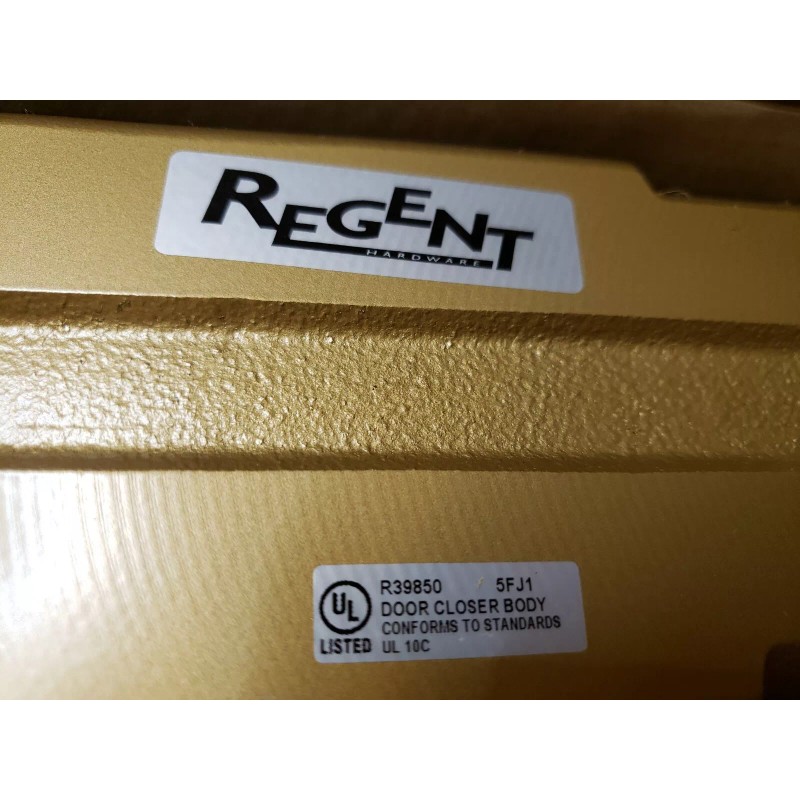 REGENT
HARDWARE
UL R39850 5FJ1
DOOR CLOSER BODY
CONFORMS TO STANDARDS
LISTED UL 10C